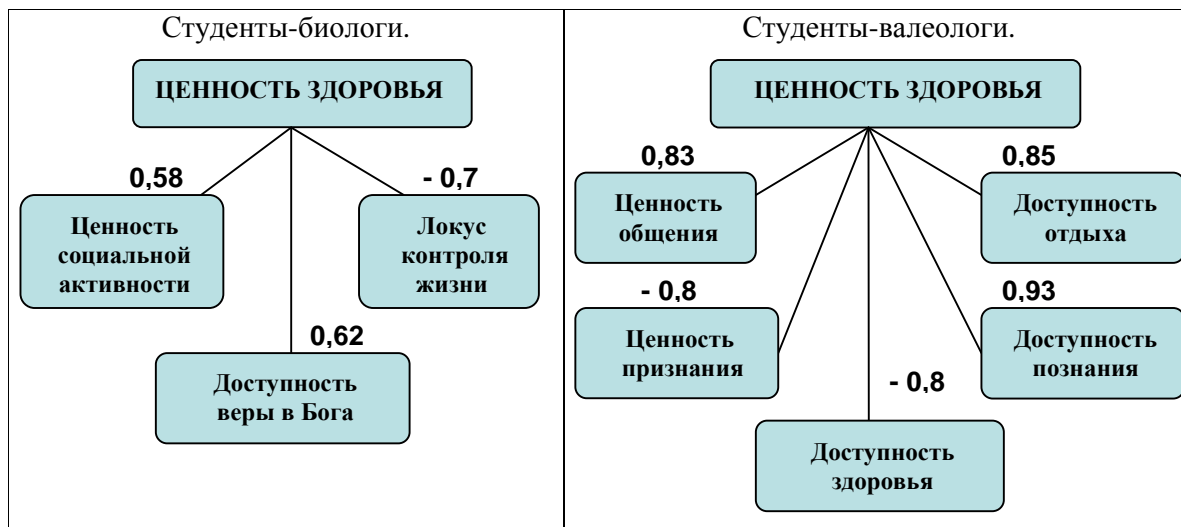 Студенты-биологи.
ЦЕННОСТЬ ЗДОРОВЬЯ
0,58
- 0,7
Ценность
социальной
активности
Локус
контроля
жизни
0,62
Доступность
веры в Бога
Студенты-валеологи.
ЦЕННОСТЬ ЗДОРОВЬЯ
0,83
0,85
Ценность
общения
Доступность
отдыха
- 0,8
0,93
Ценность
признания
Доступность
познания
- 0,8
Доступность
здоровья